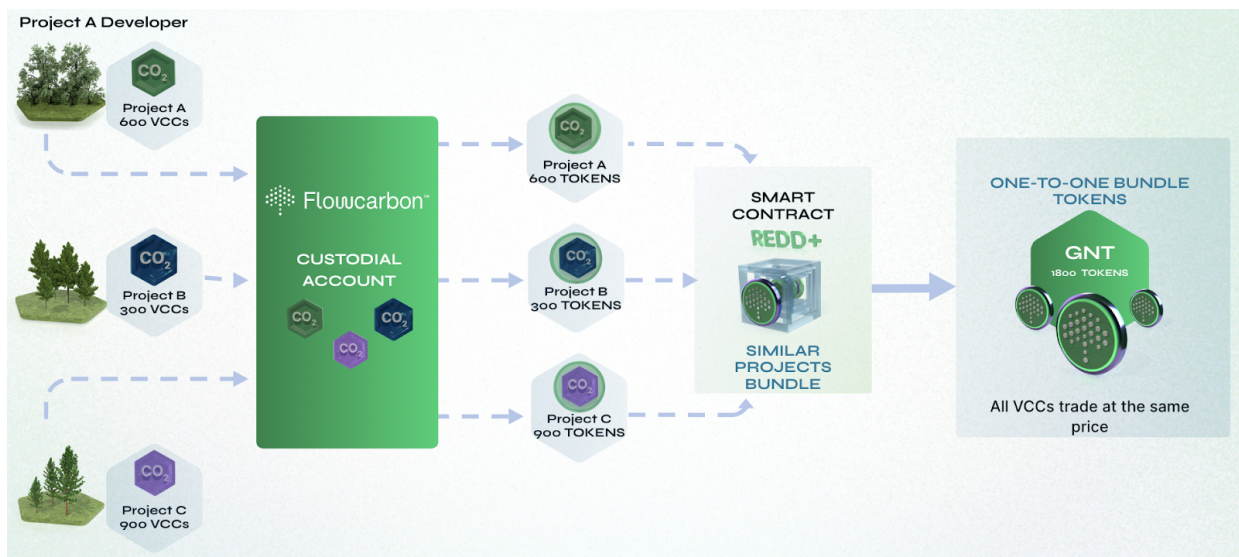 Project A Developer
CO2
Project A
600 VCCs
CO2
Project B
300 VCCs
CO2
Project C
900 VCCs
Flowcarbon™
CUSTODIAL
ACCOUNT
CO2
CO2
CO2
CO2
Project A
600 TOKENS
CO2
Project B
300 TOKENS
CO2
Project C
900 TOKENS
SMART
CONTRACT
REDD+
SIMILAR
PROJECTS
BUNDLE
ONE-TO-ONE BUNDLE
TOKENS
GNT
1800 TOKENS
All VCCs trade at the same
price